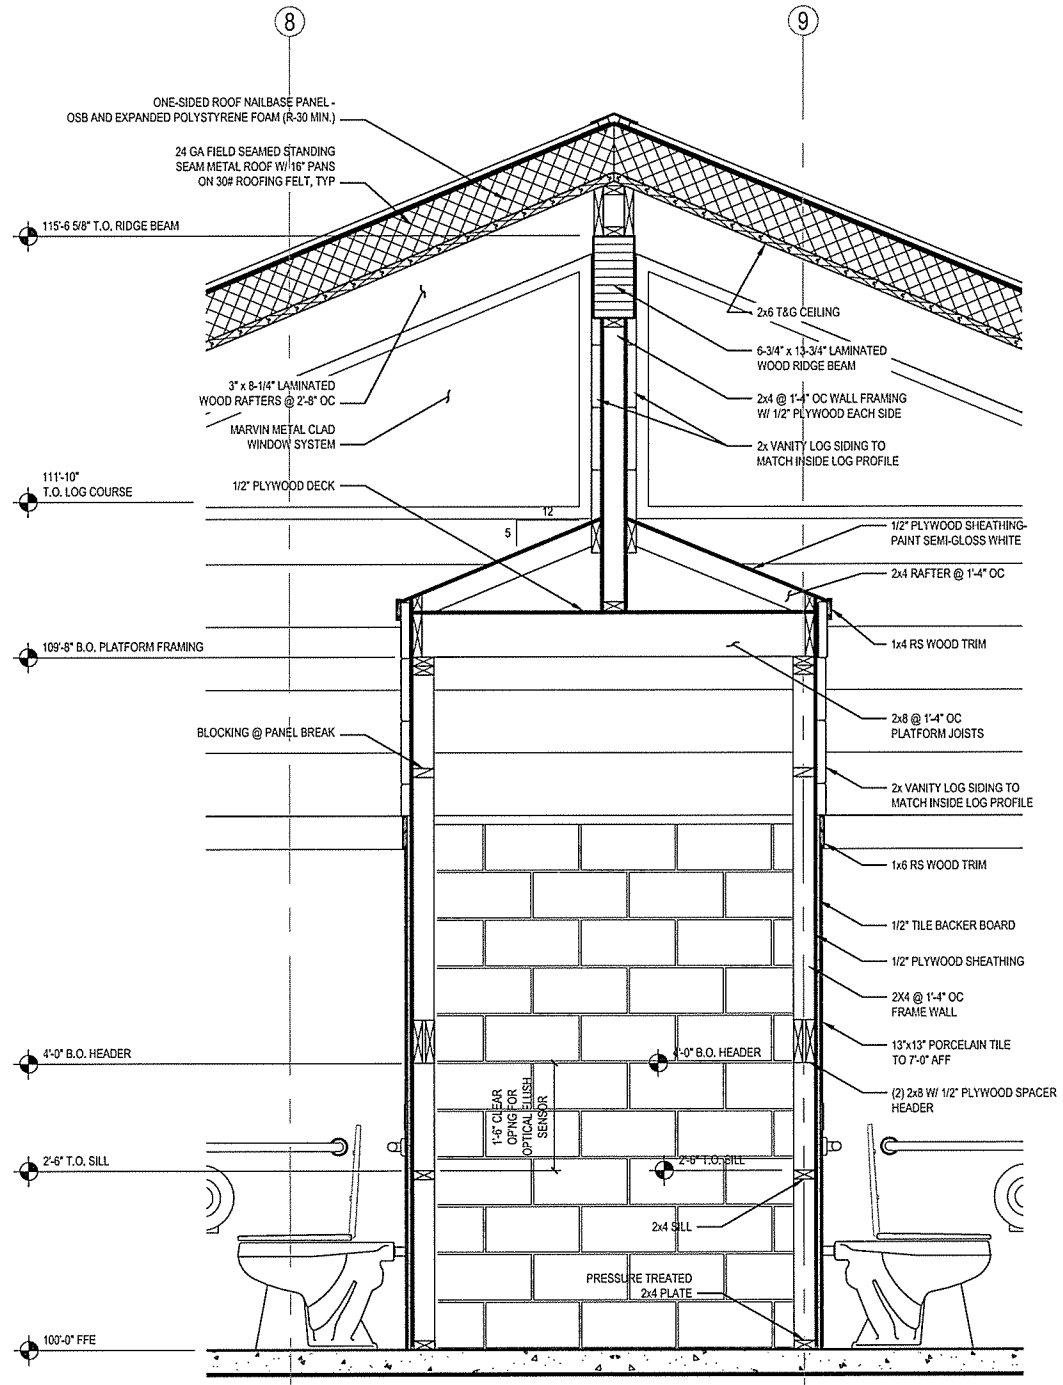 8
9
ONE-SIDED ROOF NAILBASE PANEL -
OSB AND EXPANDED POLYSTYRENE FOAM (R-30 MIN.)
24 GA FIELD SEAMED STANDING
SEAM METAL ROOF W/ 16" PANS
ON 30# ROOFING FELT, TYP
115'-6 5/8" T.O. RIDGE BEAM
2x6 T&G CEILING
6-3/4" x 13-3/4" LAMINATED
WOOD RIDGE BEAM
3" x 8-1/4" LAMINATED
WOOD RAFTERS @ 2'-8" OC
2x4 @ 1'-4" OC WALL FRAMING
W/ 1/2" PLYWOOD EACH SIDE
MARVIN METAL CLAD
WINDOW SYSTEM
2x VANITY LOG SIDING TO
MATCH INSIDE LOG PROFILE
111'-10"
T.O. LOG COURSE
1/2" PLYWOOD DECK
12
5
1/2" PLYWOOD SHEATHING-
PAINT SEMI-GLOSS WHITE
2x4 RAFTER @ 1'-4" OC
109'-8" B.O. PLATFORM FRAMING
1x4 RS WOOD TRIM
2x8 @ 1'-4" OC
PLATFORM JOISTS
BLOCKING @ PANEL BREAK
2x VANITY LOG SIDING TO
MATCH INSIDE LOG PROFILE
1x6 RS WOOD TRIM
1/2" TILE BACKER BOARD
1/2" PLYWOOD SHEATHING
2X4 @ 1'-4" OC
FRAME WALL
4'-0" B.O. HEADER
4'-0" B.O. HEADER
13"x13" PORCELAIN TILE
TO 7'-0" AFF
(2) 2x8 W/ 1/2" PLYWOOD SPACER
HEADER
1'-6" CLEAR
OP'NG FOR
OPTICAL FLUSH
SENSOR
2'-6" T.O. SILL
2'-6" T.O. SILL
2x4 SILL
PRESSURE TREATED
2x4 PLATE
100'-0" FFE